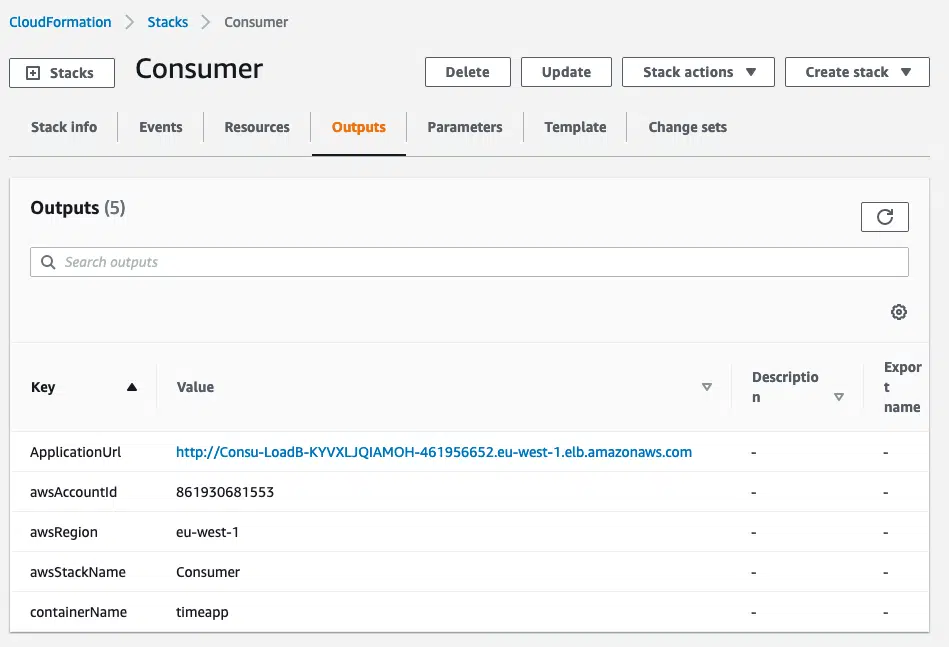 CloudFormation > Stacks > Consumer
Stacks Consumer Delete Update Stack actions Create stack
Stack info Events Resources Outputs Parameters Template Change sets
Outputs (5)
Search outputs
Key Value Descriptio
n Expor
t
name
ApplicationUrl http://Consu-LoadB-KYVXLJQIAMOH-461956652.eu-west-1.elb.amazonaws.com - -
awsAccountId 861930681553 - -
awsRegion eu-west-1 - -
awsStackName Consumer - -
containerName timeapp - -